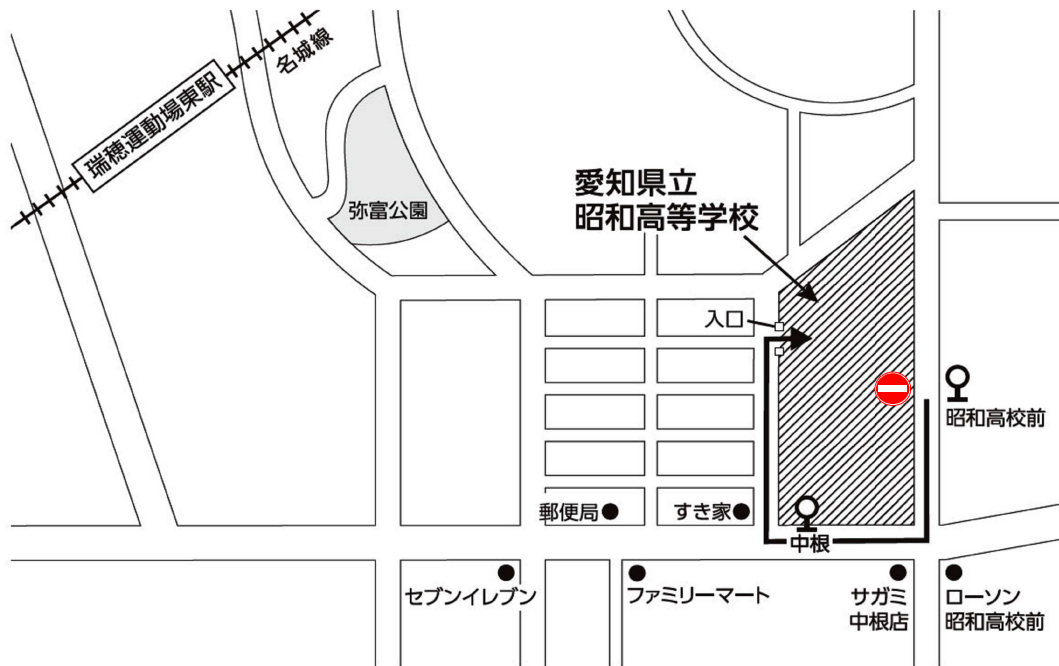 名城線
瑞穂運動場東駅
弥富公園
愛知県立
昭和高等学校
入口
昭和高校前
郵便局
すき家
中根
セブンイレブン
ファミリーマート
サガミ
中根店
ローソン
昭和高校前